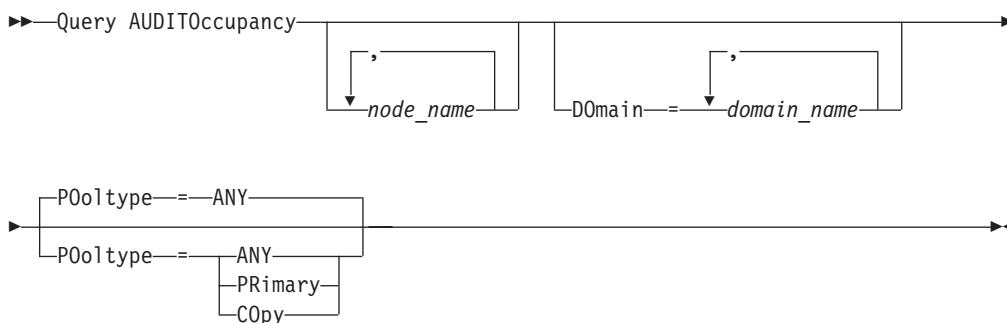 Query AUDITOccupancy
,
node_name
,
DOmain = domain_name
POoltype = ANY
POoltype = ANY
PRimary
COpy